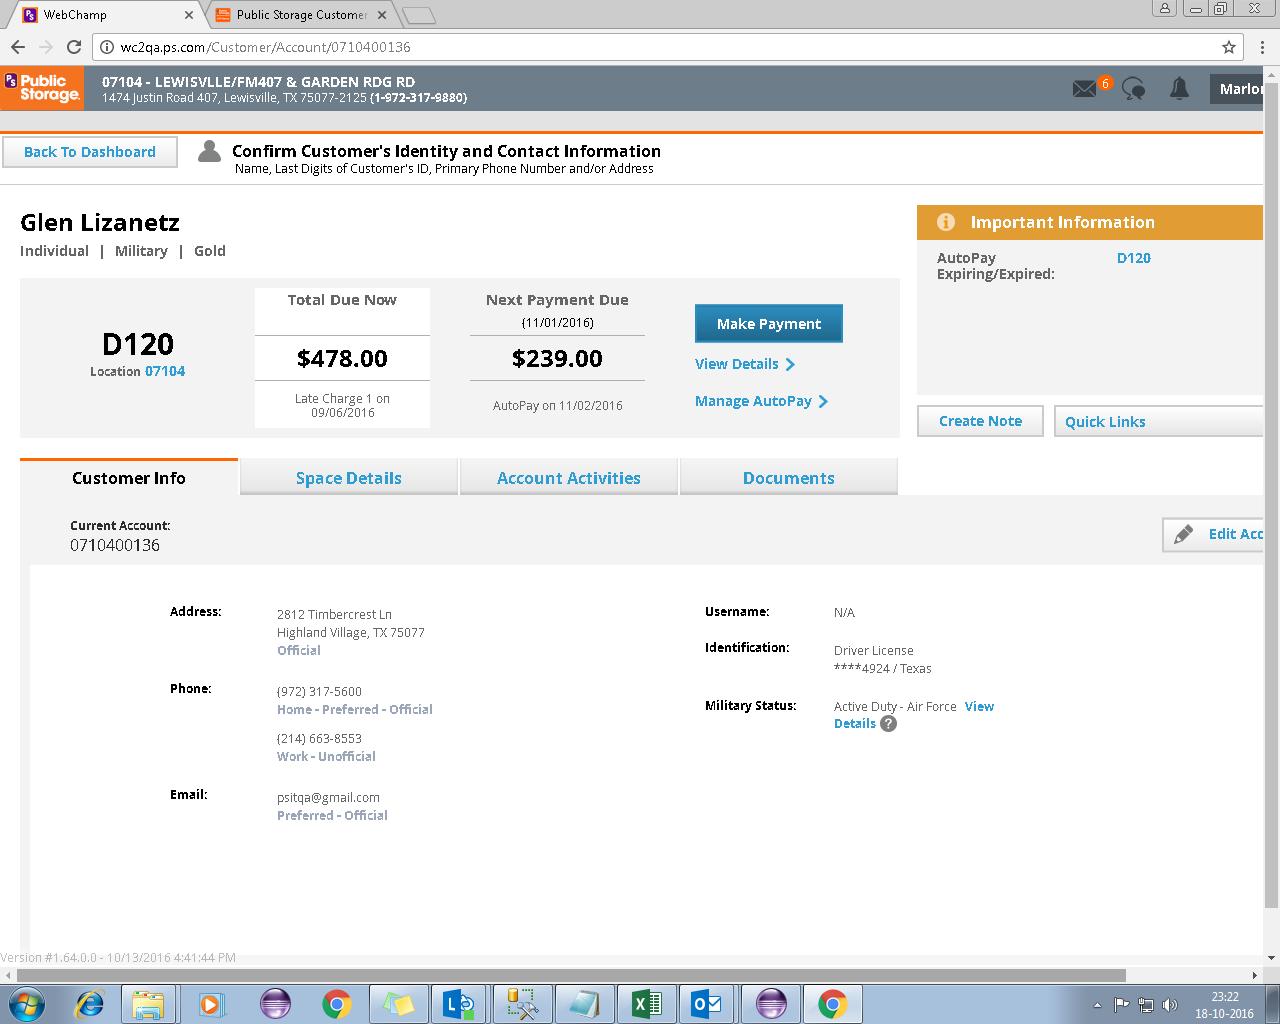 WebChamp
Public Storage Customer
wc2qa.ps.com/Customer/Account/0710400136
PS Public Storage.
07104 - LEWISVLLE/FM407 & GARDEN RDG RD
1474 Justin Road 407, Lewisville, TX 75077-2125 (1-972-317-9880)
6
Marlon
Back To Dashboard
Confirm Customer's Identity and Contact Information
Name, Last Digits of Customer's ID, Primary Phone Number and/or Address
Glen Lizanetz
Individual | Military | Gold
Important Information
AutoPay Expiring/Expired:
D120
D120
Location 07104
Total Due Now
$478.00
Late Charge 1 on
09/06/2016
Next Payment Due
(11/01/2016)
$239.00
AutoPay on 11/02/2016
Make Payment
View Details
Manage AutoPay
Create Note
Quick Links
Customer Info
Space Details
Account Activities
Documents
Current Account:
0710400136
Edit Acc
Address:
2812 Timbercrest Ln
Highland Village, TX 75077
Official
Phone:
(972) 317-5600
Home - Preferred - Official
(214) 663-8553
Work - Unofficial
Email:
psitqa@gmail.com
Preferred - Official
Username:
N/A
Identification:
Driver License
****4924 / Texas
Military Status:
Active Duty - Air Force View
Details ?
Version #1.64.0.0 - 10/13/2016 4:41:44 PM
23:22
18-10-2016